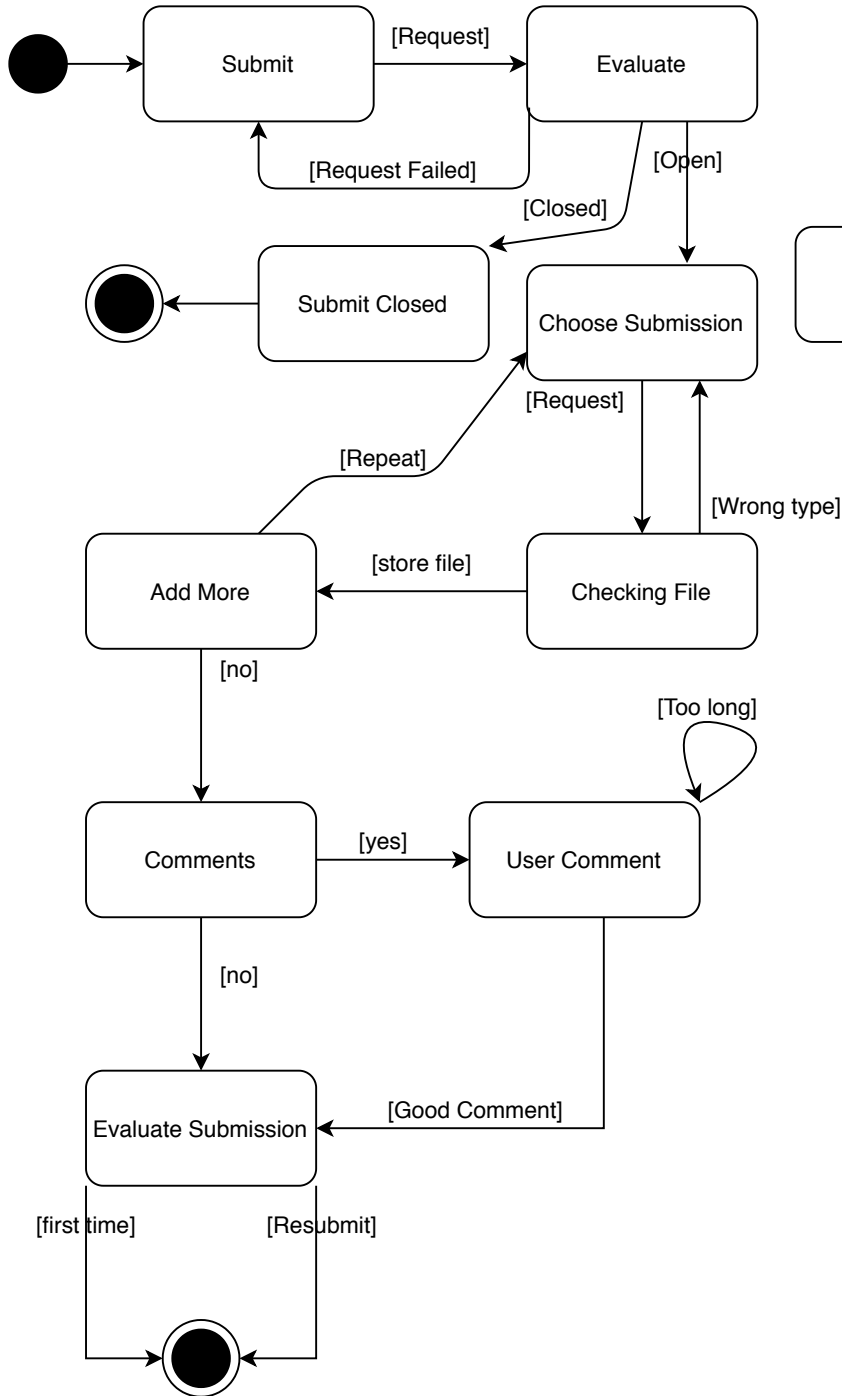 Submit
[Request]
Evaluate
[Request Failed]
[Open]
[Closed]
Submit Closed
Choose Submission
[Request]
[Repeat]
[Wrong type]
Add More
[store file]
Checking File
[no]
[Too long]
Comments
[yes]
User Comment
[no]
[Good Comment]
Evaluate Submission
[first time]
[Resubmit]